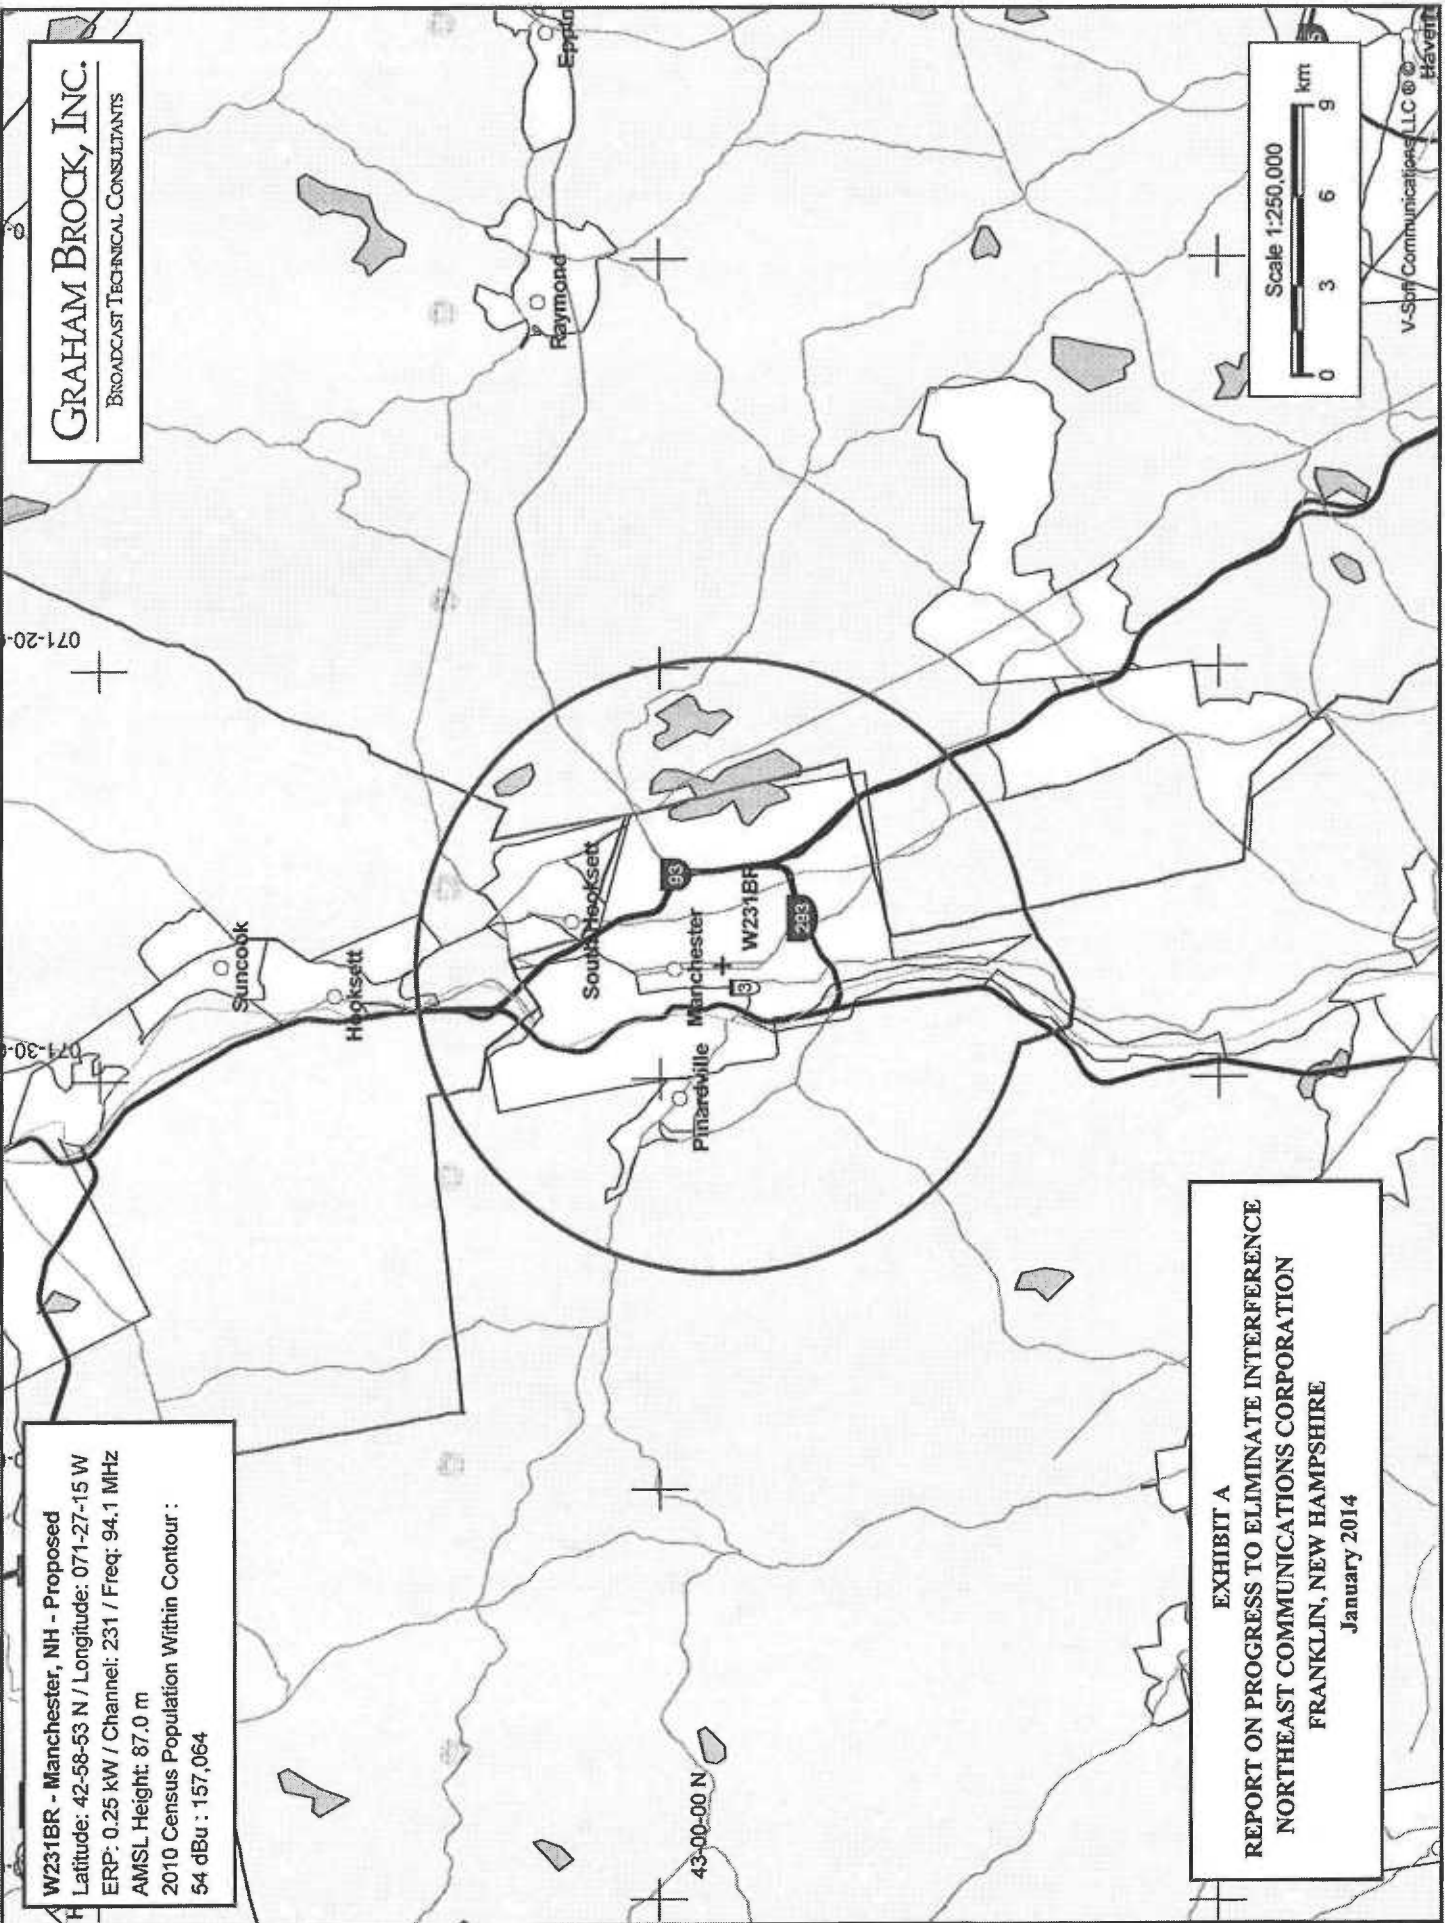 W231BR - Manchester, NH - Proposed
Latitude: 42-58-53 N / Longitude: 071-27-15 W
ERP: 0.25 kW / Channel: 231 / Freq: 94.1 MHz
AMSL Height: 87.0 m
2010 Census Population Within Contour :
54 dBu : 157,064
GRAHAM BROCK, INC.
BROADCAST TECHNICAL CONSULTANTS
071-30-
071-20-
Suncook
Hooksett
South Hooksett
Raymond
Epping
93
Pinardville
Manchester
3
W231BR
293
43-00-00 N
EXHIBIT A
REPORT ON PROGRESS TO ELIMINATE INTERFERENCE
NORTHEAST COMMUNICATIONS CORPORATION
FRANKLIN, NEW HAMPSHIRE
January 2014
Scale 1:250,000
0 3 6 9 km
V-Soft Communications LLC ® ©
Haverh